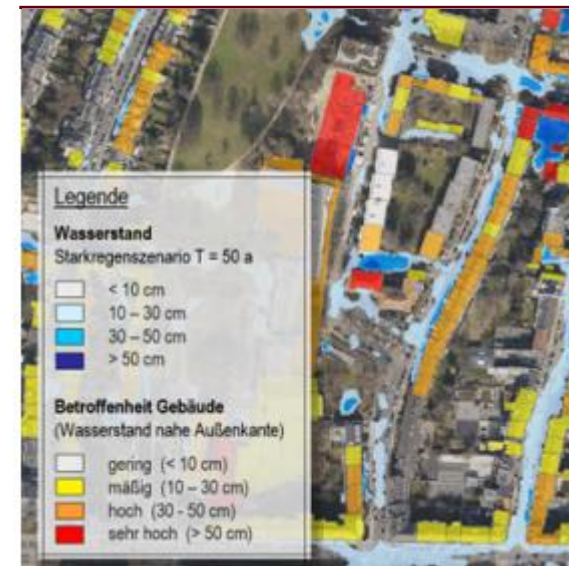 Legende
Wasserstand
Starkregenszenario T = 50 a
< 10 cm
10 – 30 cm
30 – 50 cm
> 50 cm
Betroffenheit Gebäude
(Wasserstand nahe Außenkante)
gering (< 10 cm)
mäßig (10 – 30 cm)
hoch (30 - 50 cm)
sehr hoch (> 50 cm)